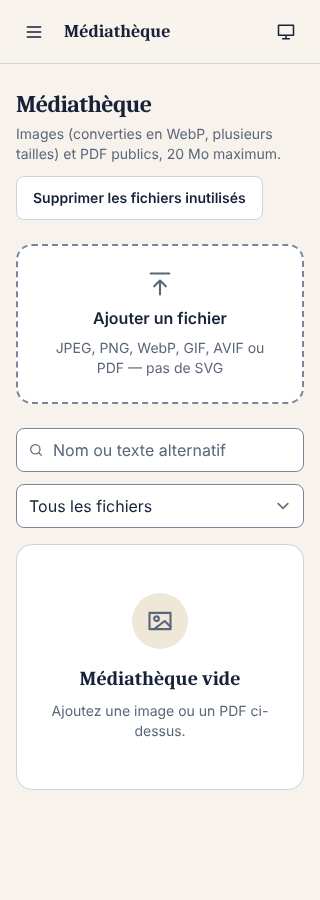 Médiathèque
Médiathèque
Images (converties en WebP, plusieurs
tailles) et PDF publics, 20 Mo maximum.
Supprimer les fichiers inutilisés
Ajouter un fichier
JPEG, PNG, WebP, GIF, AVIF ou
PDF — pas de SVG
Nom ou texte alternatif
Tous les fichiers
Médiathèque vide
Ajoutez une image ou un PDF ci-
dessus.